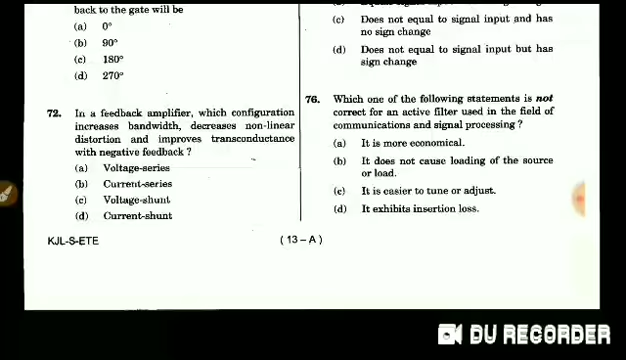 back to the gate will be
(a) 0°
(b) 90°
(c) 180°
(d) 270°
72. In a feedback amplifier, which configuration
increases bandwidth, decreases non-linear
distortion and improves transconductance
with negative feedback ?
(a) Voltage-series
(b) Current-series
(c) Voltage-shunt
(d) Current-shunt
(c) Does not equal to signal input and has
no sign change
(d) Does not equal to signal input but has
sign change
76. Which one of the following statements is not
correct for an active filter used in the field of
communications and signal processing ?
(a) It is more economical.
(b) It does not cause loading of the source
or load.
(c) It is easier to tune or adjust.
(d) It exhibits insertion loss.
KJL-S-ETE
( 13 – A )
DU RECORDER